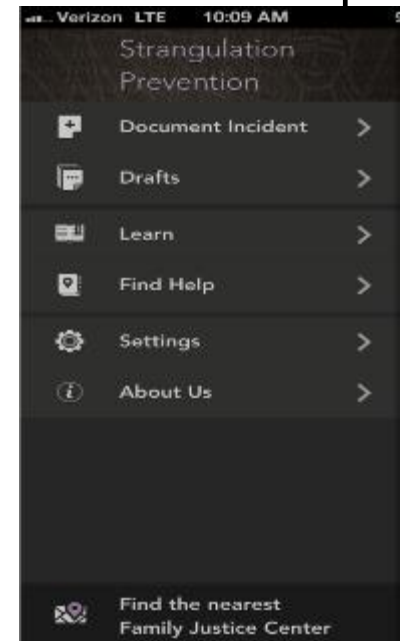 Verizon LTE 10:09 AM
Strangulation
Prevention
Document Incident
Drafts
Learn
Find Help
Settings
About Us
Find the nearest
Family Justice Center